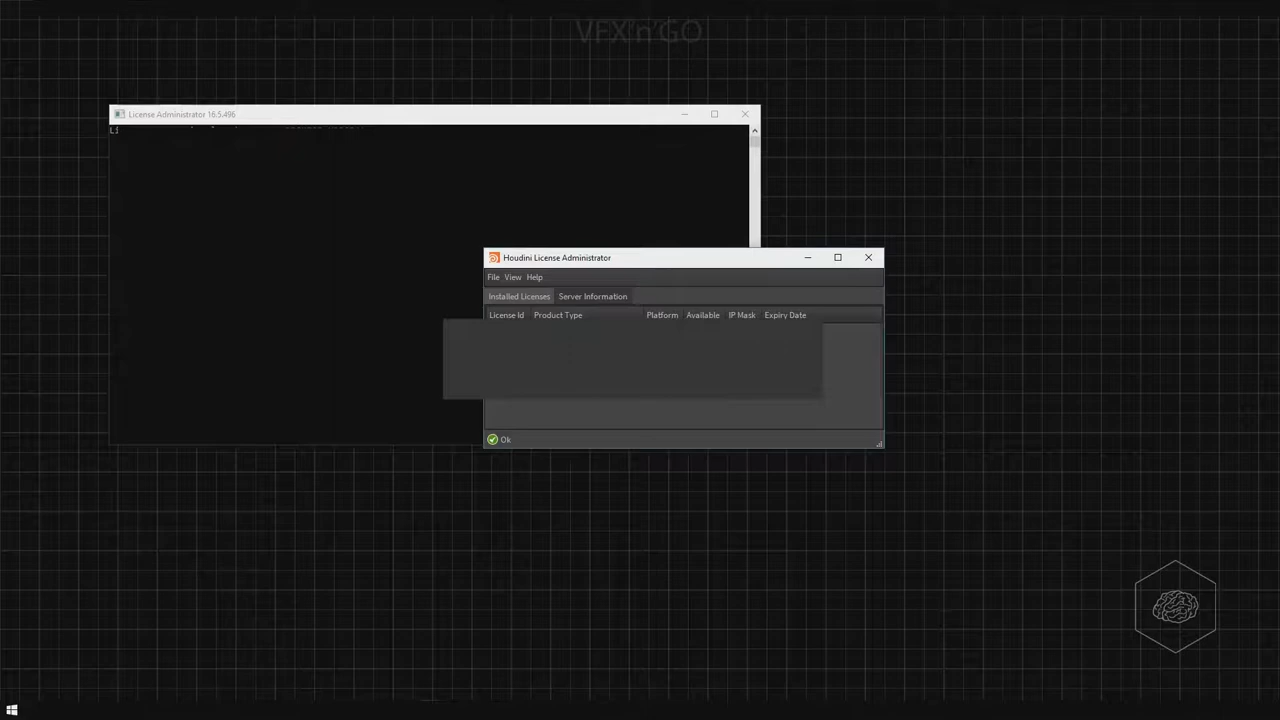 VFX'n'GO
License Administrator 16.5.496
Li
Houdini License Administrator
File View Help
Installed Licenses Server Information
License Id Product Type Platform Available IP Mask Expiry Date
Ok